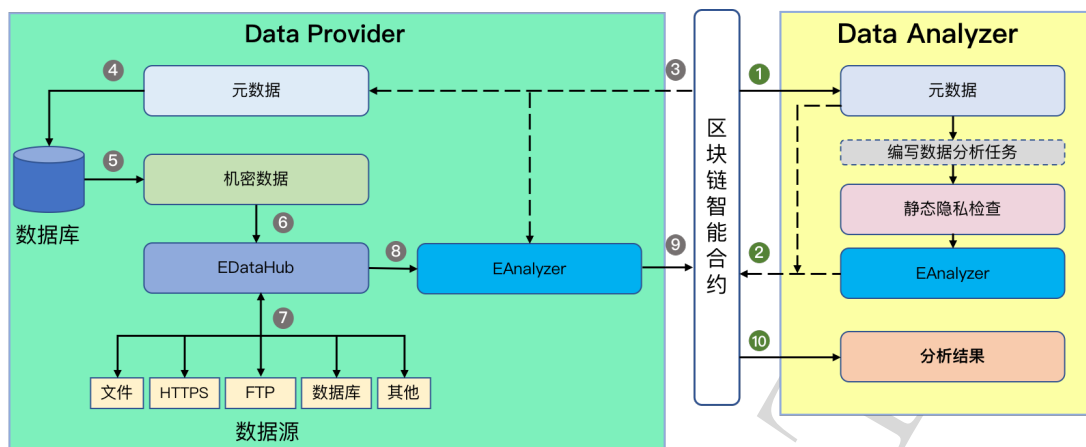 Data Provider
Data Analyzer
4
元数据
3
1
元数据
编写数据分析任务
5
机密数据
静态隐私检查
数据库
6
区块链智能合约
EDataHub
8
EAnalyzer
9
2
EAnalyzer
7
10
分析结果
文件
HTTPS
FTP
数据库
其他
数据源